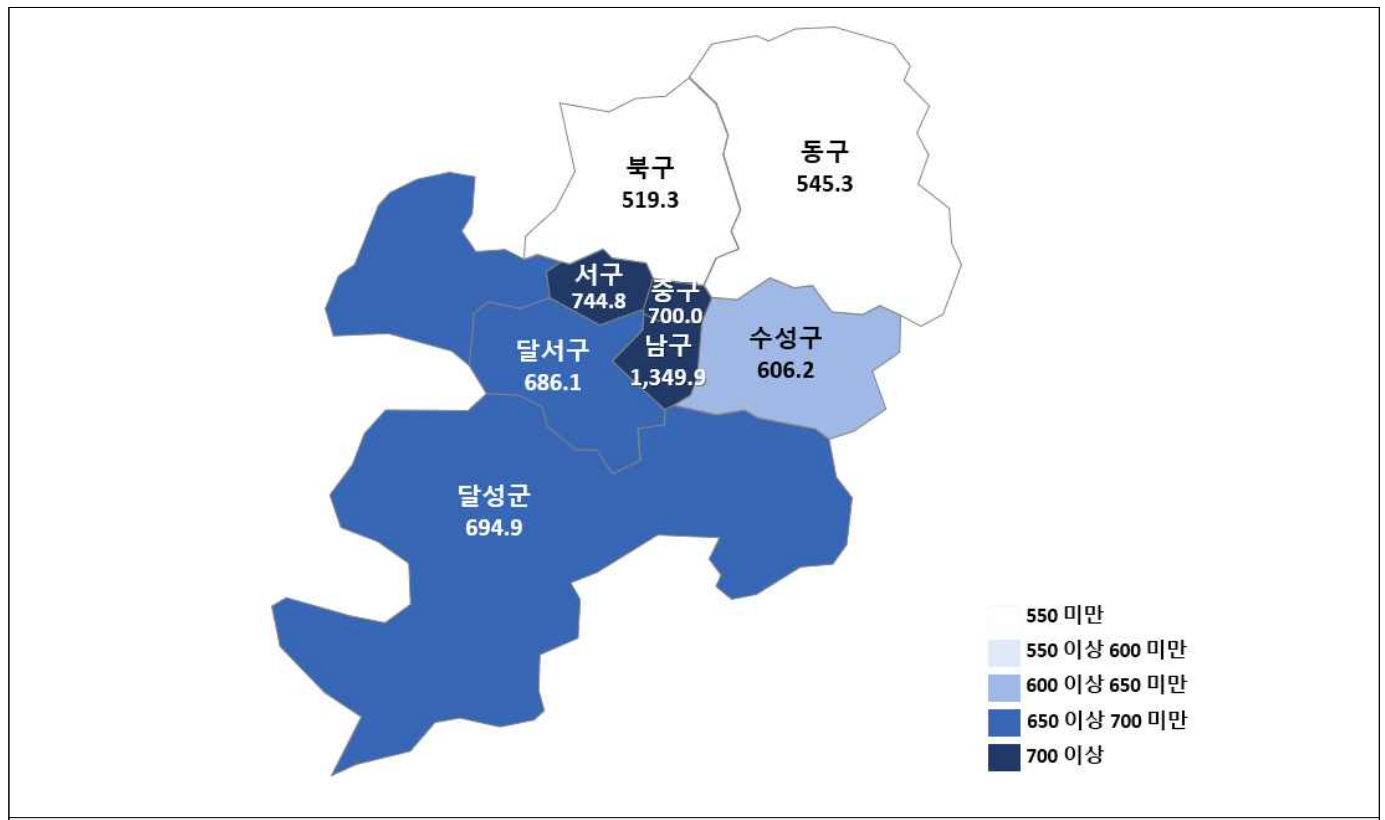 북구
519.3
동구
545.3
서구
744.8
중구
700.0
남구
1,349.9
수성구
606.2
달서구
686.1
달성군
694.9
550 미만
550 이상 600 미만
600 이상 650 미만
650 이상 700 미만
700 이상